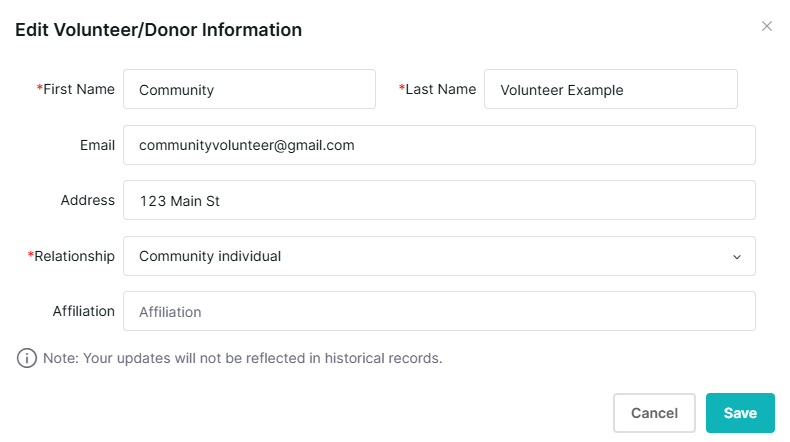 Edit Volunteer/Donor Information
*First Name Community *Last Name Volunteer Example
Email communityvolunteer@gmail.com
Address 123 Main St
*Relationship Community individual
Affiliation Affiliation
Note: Your updates will not be reflected in historical records.
Cancel Save